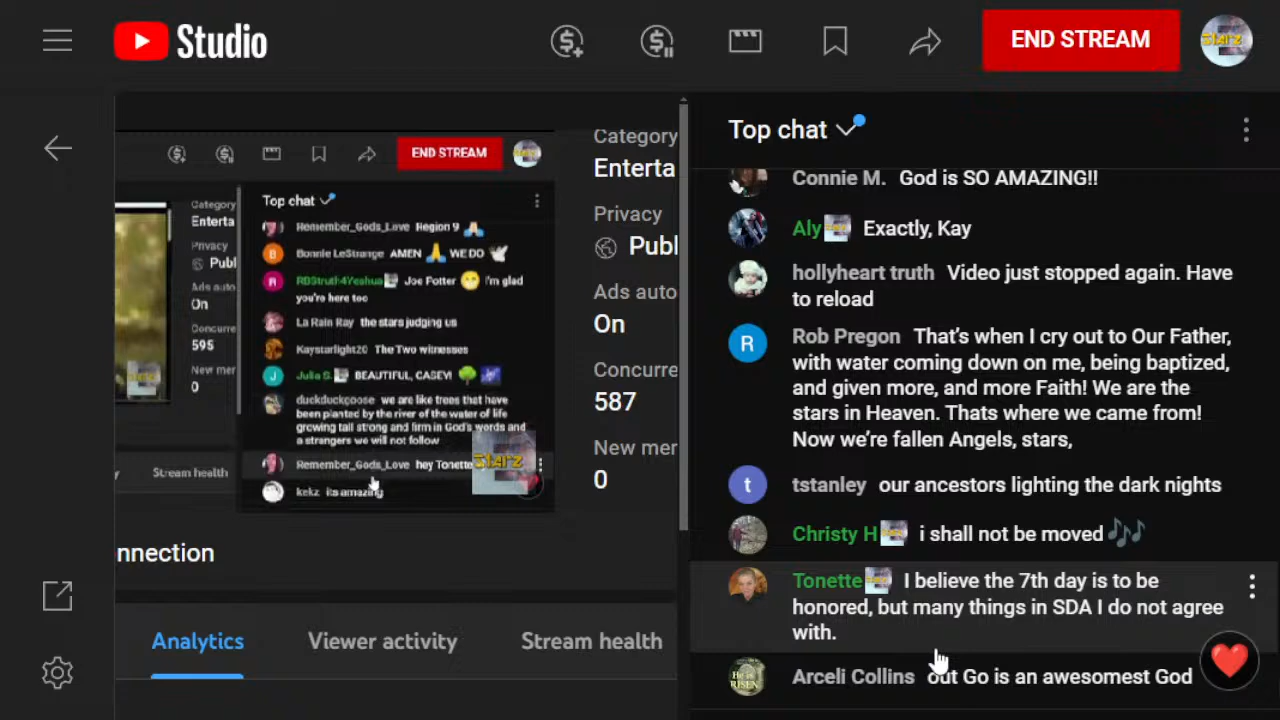 Studio
END STREAM
Starz
END STREAM
Top chat
Remember_Gods_Love Region 9
Bonnie LeStrange AMEN WE DO
RBStruth4Yeshua Joe Potter I'm glad
you're here too
La Rain Ray the stars judging us
Kaystarlight20 The Two witnesses
Julie S. BEAUTIFUL, CASEY!
duckduckgoose we are like trees that have
been planted by the river of the water of life
growing tall strong and firm in God's words and
a strangers we will not follow
Remember_Gods_Love hey Tonette
Starz
kekz its amazing
Enterta
Privacy
Publ
Ads auto
On
Concurre
595
New mer
0
Stream health
Category
Enterta
Privacy
Publ
Ads auto
On
Concurre
587
New mer
0
nnection
Analytics
Viewer activity
Stream health
Top chat
Connie M. God is SO AMAZING!!
Aly Exactly, Kay
hollyheart truth Video just stopped again. Have
to reload
R
Rob Pregon That's when I cry out to Our Father,
with water coming down on me, being baptized,
and given more, and more Faith! We are the
stars in Heaven. Thats where we came from!
Now we're fallen Angels, stars,
t
tstanley our ancestors lighting the dark nights
Christy H i shall not be moved
Tonette I believe the 7th day is to be
honored, but many things in SDA I do not agree
with.
Arceli Collins out Go is an awesomest God